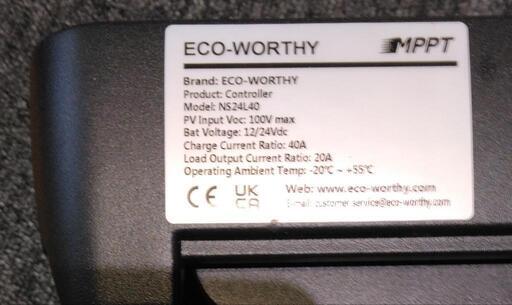 ECO-WORTHY MPPT
Brand: ECO-WORTHY
Product: Controller
Model: NS24L40
PV Input Voc: 100V max
Bat Voltage: 12/24Vdc
Charge Current Ratio: 40A
Load Output Current Ratio: 20A
Operating Ambient Temp: -20℃ ~ +55℃
CE UK CA Web: www.eco-worthy.com
E-mail: customer.service@eco-worthy.com